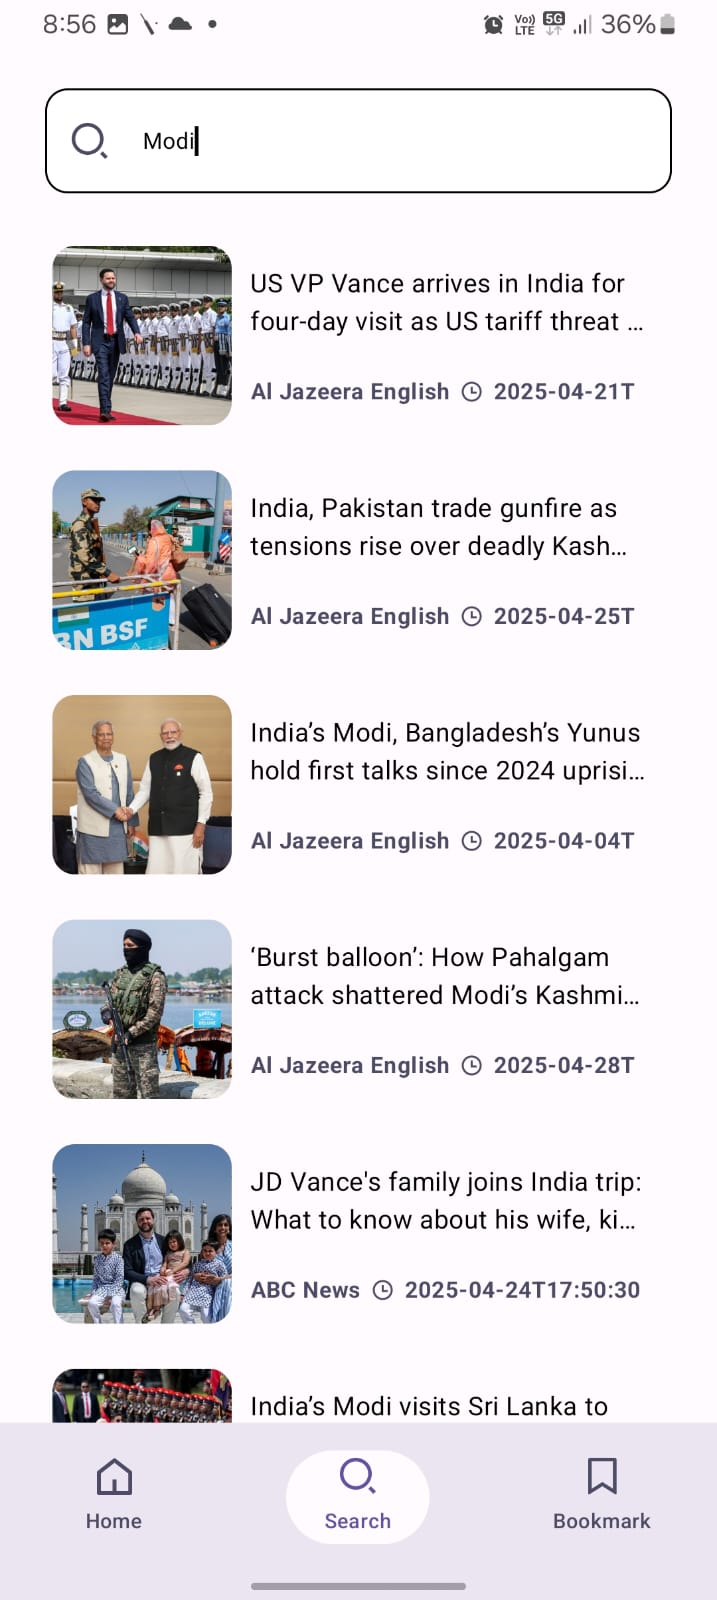 8:56
Vo)) LTE 5G 36%
Modi
US VP Vance arrives in India for
four-day visit as US tariff threat …
Al Jazeera English 2025-04-21T
India, Pakistan trade gunfire as
tensions rise over deadly Kash…
Al Jazeera English 2025-04-25T
BN BSF
India’s Modi, Bangladesh’s Yunus
hold first talks since 2024 uprisi…
Al Jazeera English 2025-04-04T
‘Burst balloon’: How Pahalgam
attack shattered Modi’s Kashmi…
Al Jazeera English 2025-04-28T
JD Vance's family joins India trip:
What to know about his wife, ki…
ABC News 2025-04-24T17:50:30
India’s Modi visits Sri Lanka to
Home
Search
Bookmark